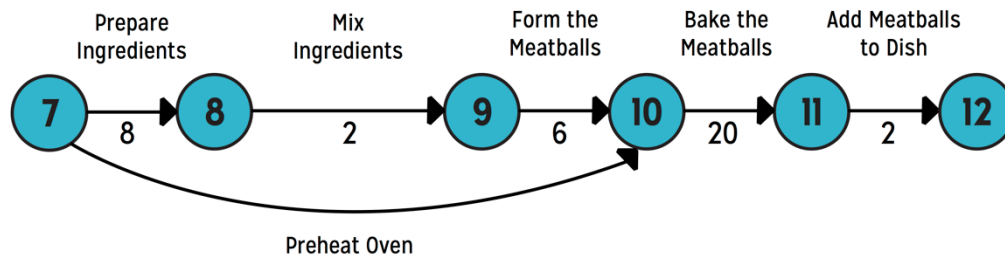 Prepare
Ingredients
Mix
Ingredients
Form the
Meatballs
Bake the
Meatballs
Add Meatballs
to Dish
7
8
8
2
9
6
10
20
11
2
12
Preheat Oven